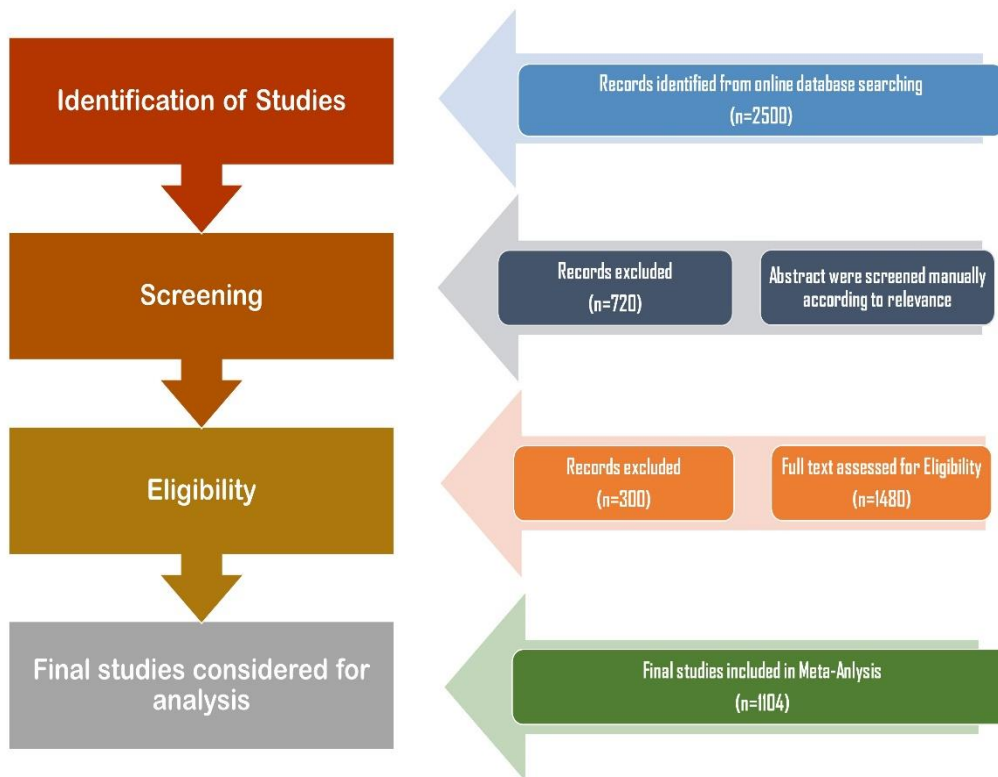 Identification of Studies
Records identified from online database searching
(n=2500)
Screening
Records excluded
(n=720)
Abstract were screened manually
according to relevance
Eligibility
Records excluded
(n=300)
Full text assessed for Eligibility
(n=1480)
Final studies considered for
analysis
Final studies included in Meta-Anlysis
(n=1104)